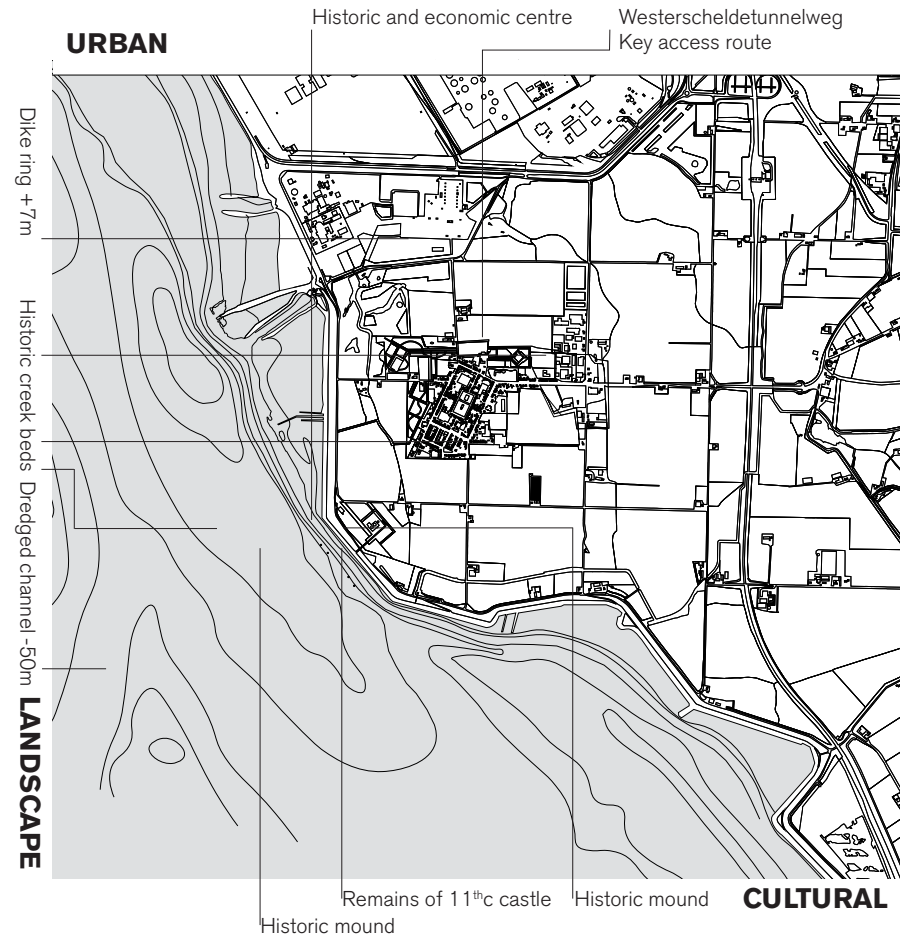 Historic and economic centre
Westerscheldetunnelweg
Key access route
URBAN
Dike ring +7m
Historic creek beds
Dredged channel -50m
LANDSCAPE
Remains of 11thc castle
Historic mound
CULTURAL
Historic mound